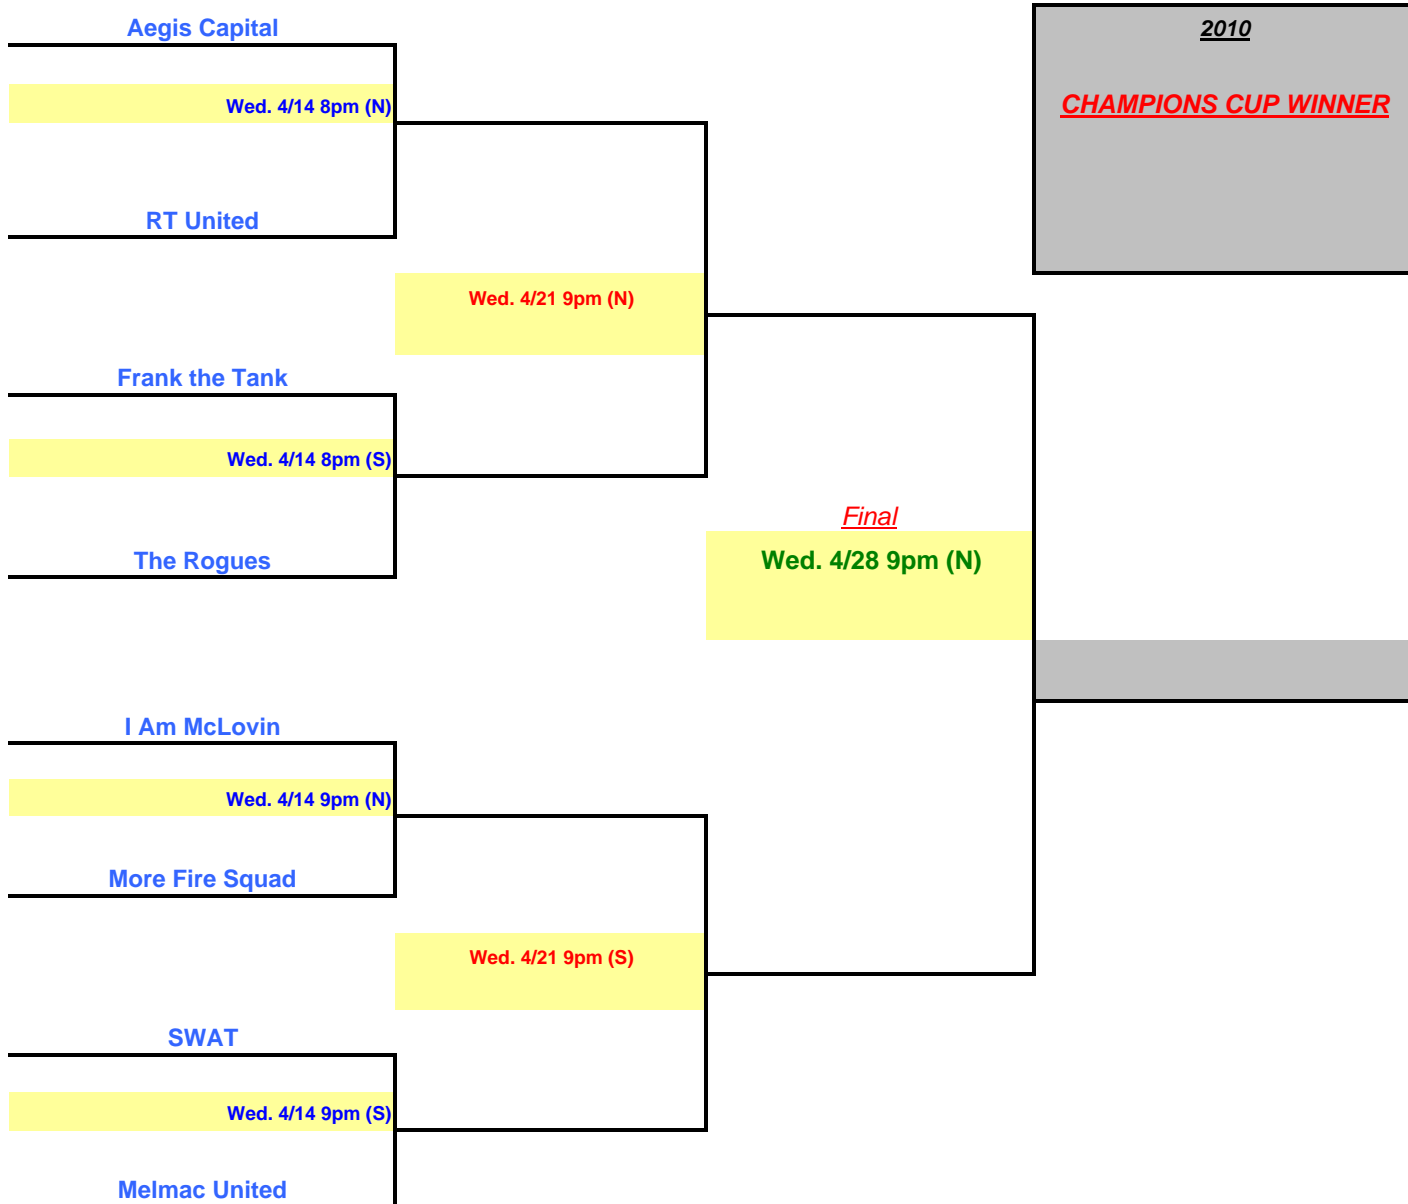 Aegis Capital
2010
Wed. 4/14 8pm (N)
CHAMPIONS CUP WINNER
RT United
Wed. 4/21 9pm (N)
Frank the Tank
Wed. 4/14 8pm (S)
Final
The Rogues
Wed. 4/28 9pm (N)
I Am McLovin
Wed. 4/14 9pm (N)
More Fire Squad
Wed. 4/21 9pm (S)
SWAT
Wed. 4/14 9pm (S)
Melmac United